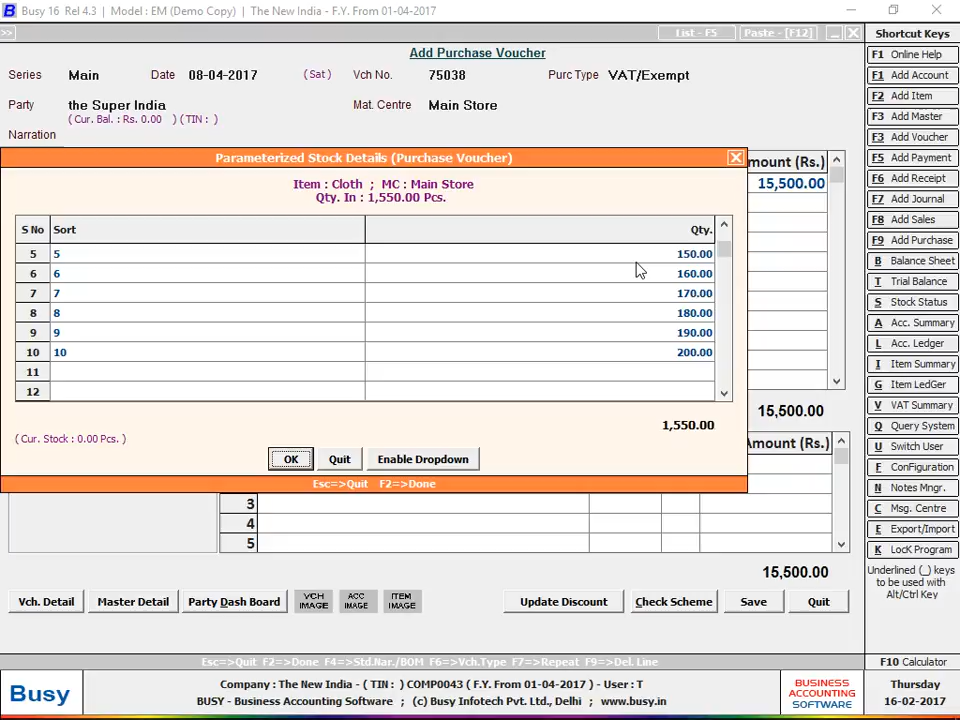 Busy 16 Rel 4.3 | Model : EM (Demo Copy) | The New India - F.Y. From 01-04-2017
>> List - F5 Paste - [F12] Shortcut Keys
Add Purchase Voucher
Series Main Date 08-04-2017 (Sat) Vch No. 75038 Purc Type VAT/Exempt
Party the Super India Mat. Centre Main Store
( Cur. Bal. : Rs. 0.00 ) ( TIN : )
Narration
Parameterized Stock Details (Purchase Voucher)
Item : Cloth ; MC : Main Store
Qty. In : 1,550.00 Pcs.
S No Sort Qty.
5 5 150.00
6 6 160.00
7 7 170.00
8 8 180.00
9 9 190.00
10 10 200.00
11
12
1,550.00
( Cur. Stock : 0.00 Pcs. )
OK Quit Enable Dropdown
Esc=>Quit F2=>Done
mount (Rs.)
15,500.00
15,500.00
Amount (Rs.)
3
4
5
15,500.00
Vch. Detail Master Detail Party Dash Board VCH IMAGE ACC IMAGE ITEM IMAGE Update Discount Check Scheme Save Quit
Esc=>Quit F2=>Done F4=>Std.Nar./BOM F6=>Vch.Type F7=>Repeat F9=>Del. Line
F1 Online Help
F1 Add Account
F2 Add Item
F3 Add Master
F3 Add Voucher
F5 Add Payment
F6 Add Receipt
F7 Add Journal
F8 Add Sales
F9 Add Purchase
B Balance Sheet
T Trial Balance
S Stock Status
A Acc. Summary
L Acc. Ledger
I Item Summary
G Item LedGer
V VAT Summary
Q Query System
U Switch User
F Configuration
N Notes Mngr.
C Msg. Centre
E Export/Import
K LocK Program
Underlined (_) keys
to be used with
Alt/Ctrl Key
F10 Calculator
Busy
Company : The New India - ( TIN : ) COMP0043 ( F.Y. From 01-04-2017 ) User : T
BUSY - Business Accounting Software ; (c) Busy Infotech Pvt. Ltd., Delhi ; www.busy.in
BUSINESS
ACCOUNTING
SOFTWARE
Thursday
16-02-2017